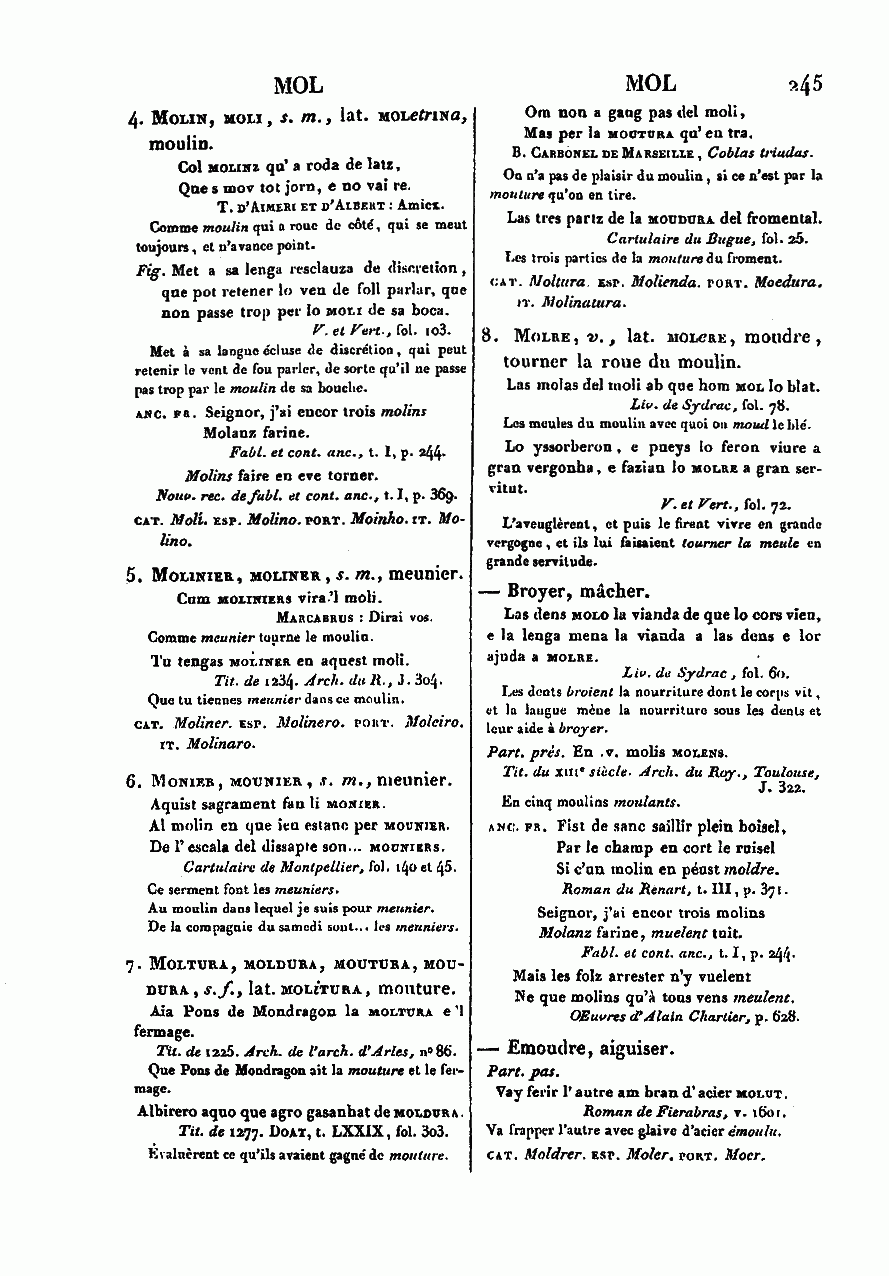 MOL
MOL 245
4. MOLIN, MOLI, s. m., lat. MOLetrINa,
moulin.
Col MOLINZ qu'a roda de latz,
Que s mov tot jorn, e no vai re.
T. D'AIMERI ET D'ALBERT : Amicx.
Comme moulin qui a roue de côté, qui se meut
toujours, et n'avance point.
Fig. Met a sa lenga resclauza de discretion,
que pot retener lo ven de foll parlar, que
non passe trop per lo MOLI de sa boca.
V. et Vert., fol. 103.
Met à sa langue écluse de discrétion, qui peut
retenir le vent de fou parler, de sorte qu'il ne passe
pas trop par le moulin de sa bouche.
ANC. FR. Seignor, j'ai encor trois molins
Molanz farine.
Fabl. et cont. anc., t. I, p. 244.
Molins faire en eve torner.
Nouv. rec. de fabl. et cont. anc., t. I, p. 369.
CAT. Moli. ESP. Molino. PORT. Moinho. IT. Mo-
lino.
5. MOLINIER, MOLINER, s. m., meunier.
Cum MOLINIERS vira'l moli.
MARCABRUS : Dirai vos.
Comme meunier tourne le moulin.
Tu tengas MOLINER en aquest moli.
Tit. de 1234. Arch. du R., J. 304.
Que tu tiennes meunier dans ce moulin.
CAT. Moliner. ESP. Molinero. PORT. Moleiro.
IT. Molinaro.
6. MONIER, MOUNIER, s. m., meunier.
Aquist sagrament fan li MONIER.
Al molin en que ieu estanc per MOUNIER.
De l'escala del dissapte son... MOUNIERS.
Cartulaire de Montpellier, fol. 140 et 45.
Ce serment font les meuniers.
Au moulin dans lequel je suis pour meunier.
De la compagnie du samedi sont... les meuniers.
7. MOLTURA, MOLDURA, MOUTURA, MOU-
DURA, s. f., lat. MOLiTURA, mouture.
Aia Pons de Mondragon la MOLTURA e'l
fermage.
Tit. de 1225. Arch. de l'arch. d'Arles, n° 86.
Que Pons de Mondragon ait la mouture et le fer-
mage.
Albirero aquo que agro gasanhat de MOLDURA.
Tit. de 1277. DOAT, t. LXXIX, fol. 303.
Évaluèrent ce qu'ils avaient gagné de mouture.
Om non a gaug pas del moli,
Mas per la MOUTURA qu'en tra.
B. CARBONEL DE MARSEILLE, Coblas triadas.
On n'a pas de plaisir du moulin, si ce n'est par la
mouture qu'on en tire.
Las tres partz de la MOUDURA del fromental.
Cartulaire du Bugue, fol. 25.
Les trois parties de la mouture du froment.
CAT. Moltura. ESP. Molienda. PORT. Moedura.
IT. Molinatura.
8. MOLRE, v., lat. MOLeRE, moudre,
tourner la roue du moulin.
Las molas del moli ab que hom MOL lo blat.
Liv. de Sydrac, fol. 78.
Les meules du moulin avec quoi on moud le blé.
Lo yssorberon, e pueys lo feron viure a
gran vergonha, e fazian lo MOLRE a gran ser-
vitut.
V. et Vert., fol. 72.
L'aveuglèrent, et puis le firent vivre en grande
vergogne, et ils lui faisaient tourner la meule en
grande servitude.
— Broyer, mâcher.
Las dens MOLO la vianda de que lo cors vieu,
e la lenga mena la vianda a las dens e lor
ajuda a MOLRE.
Liv. de Sydrac, fol. 60.
Les dents broient la nourriture dont le corps vit,
et la langue mène la nourriture sous les dents et
leur aide à broyer.
Part. prés. En .v. molis MOLENS.
Tit. du XIIIe siècle. Arch. du Roy., Toulouse,
J. 322.
En cinq moulins moulants.
ANC. FR. Fist de sanc saillir plein boisel,
Par le champ en cort le ruisel
Si c'un molin en péust moldre.
Roman du Renart, t. III, p. 371.
Seignor, j'ai encor trois molins
Molanz farine, muelent tuit.
Fabl. et cont. anc., t. I, p. 244.
Mais les folz arrester n'y vuelent
Ne que molins qu'à tous vens meulent.
Œuvres d'Alain Chartier, p. 628.
— Emoudre, aiguiser.
Part. pas.
Vay ferir l'autre am bran d'acier MOLUT.
Roman de Fierabras, v. 1601.
Va frapper l'autre avec glaive d'acier émoulu.
CAT. Moldrer. ESP. Moler. PORT. Moer.